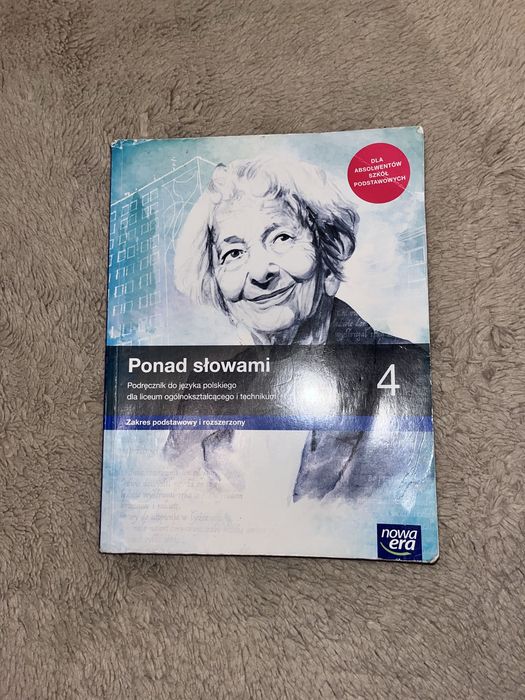 DLA
ABSOLWENTÓW
SZKÓŁ
PODSTAWOWYCH
Ponad słowami
Podręcznik do języka polskiego
dla liceum ogólnokształcącego i technikum
4
Zakres podstawowy i rozszerzony
nowa
era